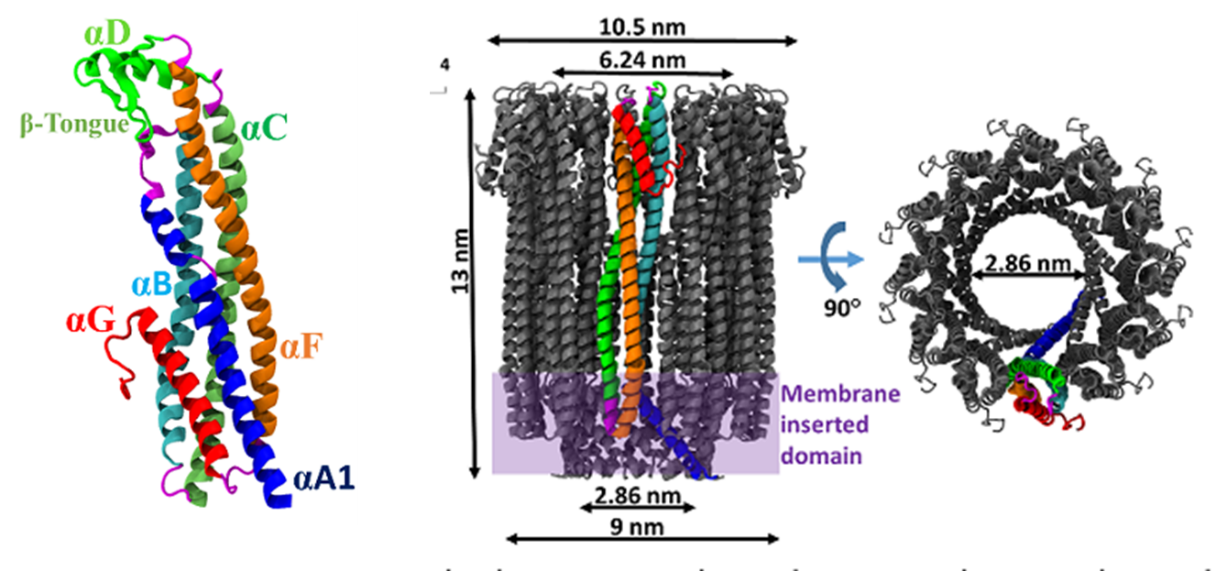 αD
β-Tongue
αC
αB
αG
αF
αA1
4
10.5 nm
6.24 nm
13 nm
Membrane
inserted
domain
2.86 nm
9 nm
90°
2.86 nm